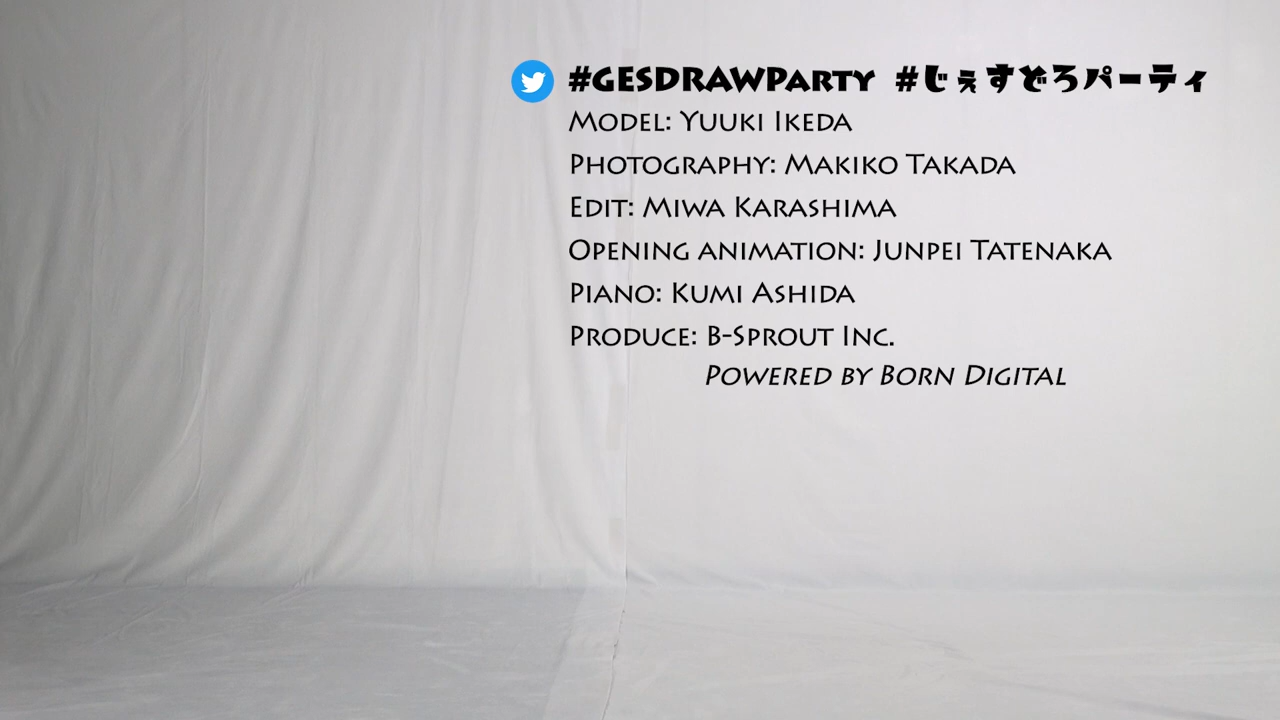 #GESDRAWPARTY #じぇすどろパーティ
MODEL: YUUKI IKEDA
PHOTOGRAPHY: MAKIKO TAKADA
EDIT: MIWA KARASHIMA
OPENING ANIMATION: JUNPEI TATENAKA
PIANO: KUMI ASHIDA
PRODUCE: B-SPROUT INC.
POWERED BY BORN DIGITAL